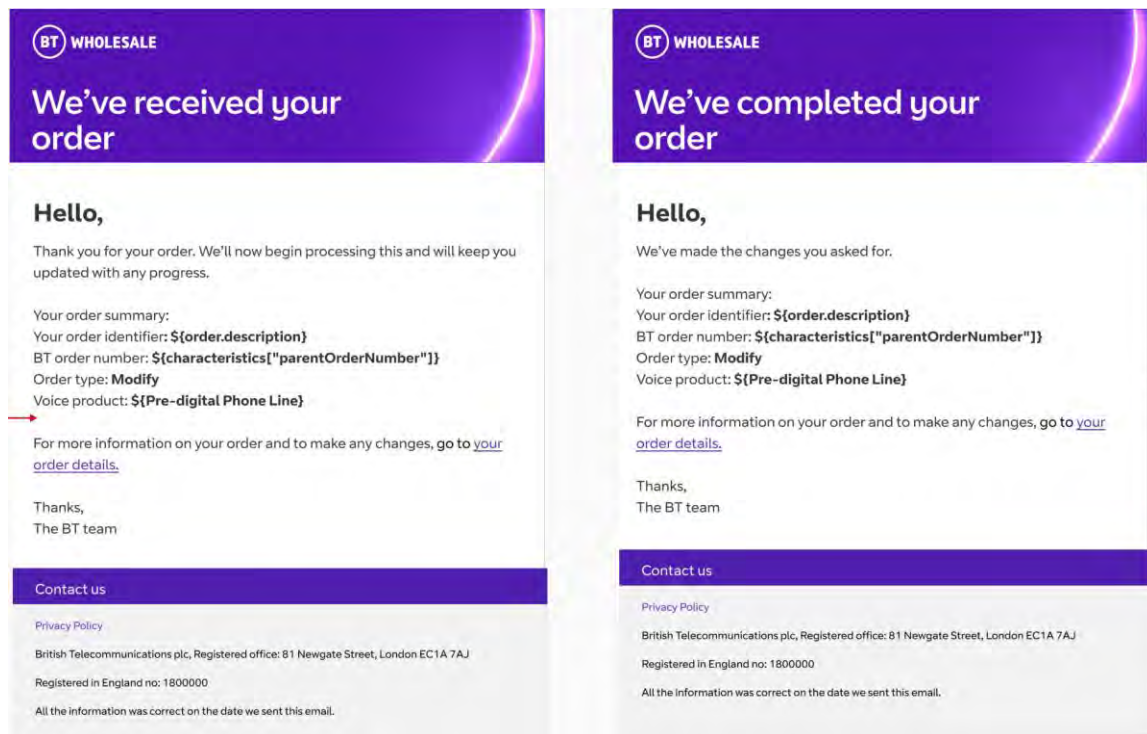 BT WHOLESALE
We've received your
order
Hello,
Thank you for your order. We'll now begin processing this and will keep you
updated with any progress.
Your order summary:
Your order identifier: ${order.description}
BT order number: ${characteristics["parentOrderNumber"]}
Order type: Modify
Voice product: ${Pre-digital Phone Line}
For more information on your order and to make any changes, go to your
order details.
Thanks,
The BT team
Contact us
Privacy Policy
British Telecommunications plc, Registered office: 81 Newgate Street, London EC1A 7AJ
Registered in England no: 1800000
All the information was correct on the date we sent this email.
BT WHOLESALE
We've completed your
order
Hello,
We've made the changes you asked for.
Your order summary:
Your order identifier: ${order.description}
BT order number: ${characteristics["parentOrderNumber"]}
Order type: Modify
Voice product: ${Pre-digital Phone Line}
For more information on your order and to make any changes, go to your
order details.
Thanks,
The BT team
Contact us
Privacy Policy
British Telecommunications plc, Registered office: 81 Newgate Street, London EC1A 7AJ
Registered in England no: 1800000
All the information was correct on the date we sent this email.